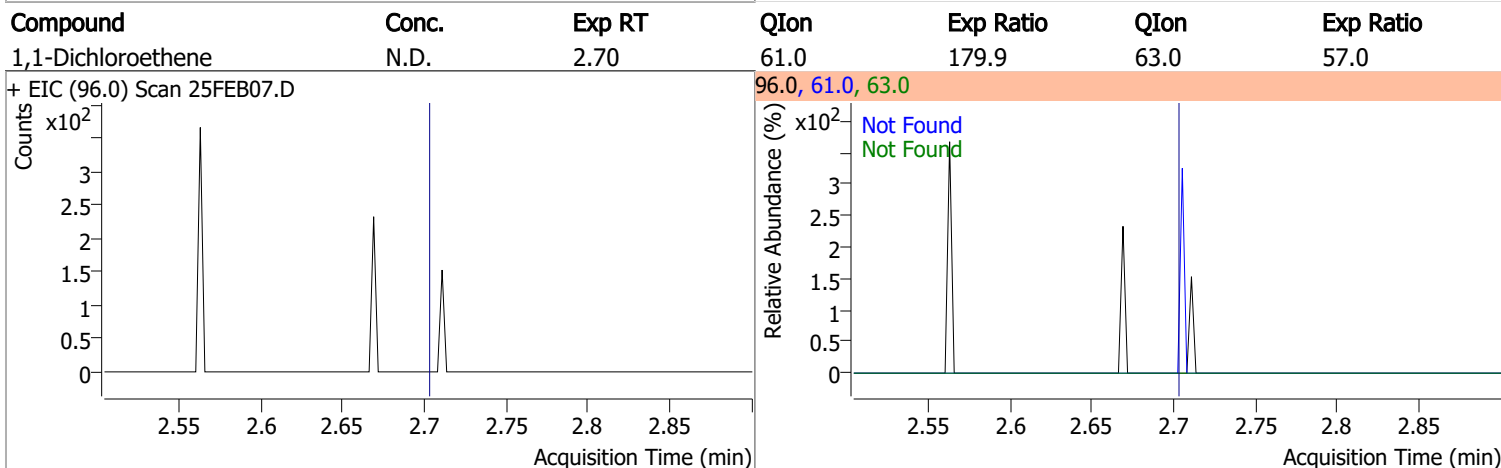 Compound Conc. Exp RT QIon Exp Ratio QIon Exp Ratio
1,1-Dichloroethene N.D. 2.70 61.0 179.9 63.0 57.0
+ EIC (96.0) Scan 25FEB07.D
Counts
x10²
3
2.5
2
1.5
1
0.5
0
2.55 2.6 2.65 2.7 2.75 2.8 2.85
Acquisition Time (min)
96.0, 61.0, 63.0
Relative Abundance (%)
x10²
Not Found
Not Found
3
2.5
2
1.5
1
0.5
0
2.55 2.6 2.65 2.7 2.75 2.8 2.85
Acquisition Time (min)